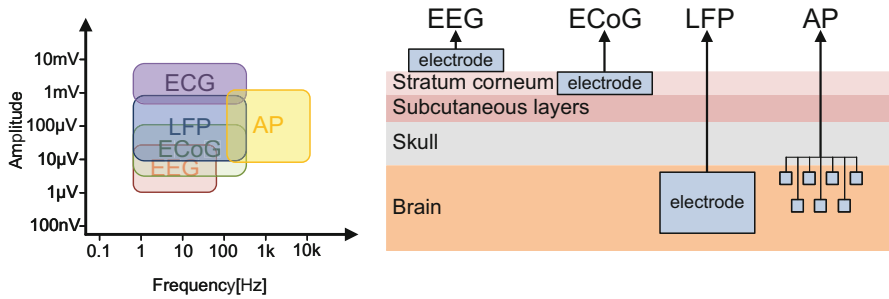 10mV
1mV
100µV
10µV
1µV
100nV
Amplitude
ECG
LFP
AP
ECoG
EEG
0.1
1
10
100
1k
10k
Frequency[Hz]
EEG
ECoG
LFP
AP
electrode
Stratum corneum
electrode
Subcutaneous layers
Skull
Brain
electrode